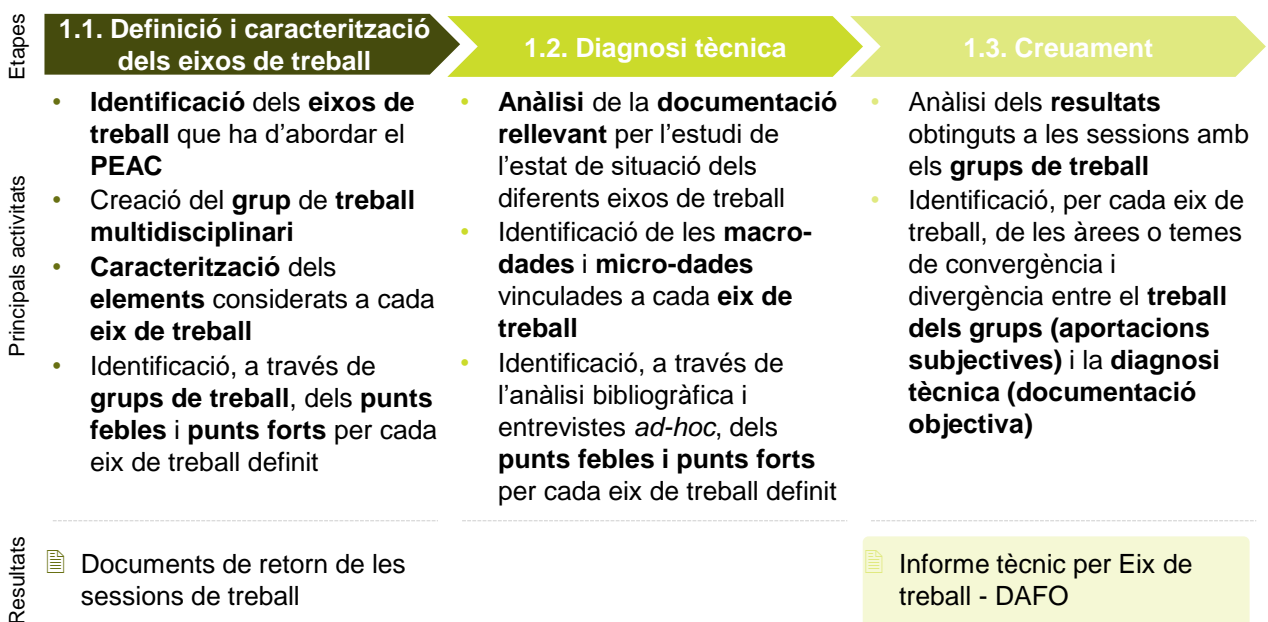 Etapes
1.1. Definició i caracterització
dels eixos de treball
1.2. Diagnosi tècnica
1.3. Creuament
Principals activitats
• Identificació dels eixos de
treball que ha d’abordar el
PEAC
• Creació del grup de treball
multidisciplinari
• Caracterització dels
elements considerats a cada
eix de treball
• Identificació, a través de
grups de treball, dels punts
febles i punts forts per cada
eix de treball definit
• Anàlisi de la documentació
rellevant per l’estudi de
l’estat de situació dels
diferents eixos de treball
• Identificació de les macro-
dades i micro-dades
vinculades a cada eix de
treball
• Identificació, a través de
l’anàlisi bibliogràfica i
entrevistes ad-hoc, dels
punts febles i punts forts
per cada eix de treball definit
• Anàlisi dels resultats
obtinguts a les sessions amb
els grups de treball
• Identificació, per cada eix de
treball, de les àrees o temes
de convergència i
divergència entre el treball
dels grups (aportacions
subjectives) i la diagnosi
tècnica (documentació
objectiva)
Resultats
Documents de retorn de les
sessions de treball
Informe tècnic per Eix de
treball - DAFO